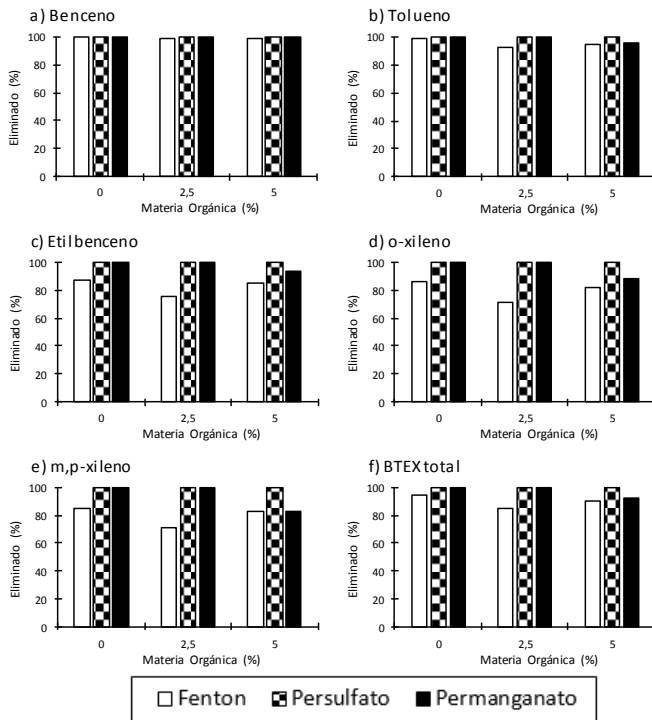 a) Benceno
Eliminado (%)
100
80
60
40
20
0
0 2,5 5
Materia Orgánica (%)
b) Tolueno
Eliminado (%)
100
80
60
40
20
0
0 2,5 5
Materia Orgánica (%)
c) Etilbenceno
Eliminado (%)
100
80
60
40
20
0
0 2,5 5
Materia Orgánica (%)
d) o-xileno
Eliminado (%)
100
80
60
40
20
0
0 2,5 5
Materia Orgánica (%)
e) m,p-xileno
Eliminado (%)
100
80
60
40
20
0
0 2,5 5
Materia Orgánica (%)
f) BTEX total
Eliminado (%)
100
80
60
40
20
0
0 2,5 5
Materia Orgánica (%)
Fenton Persulfato Permanganato